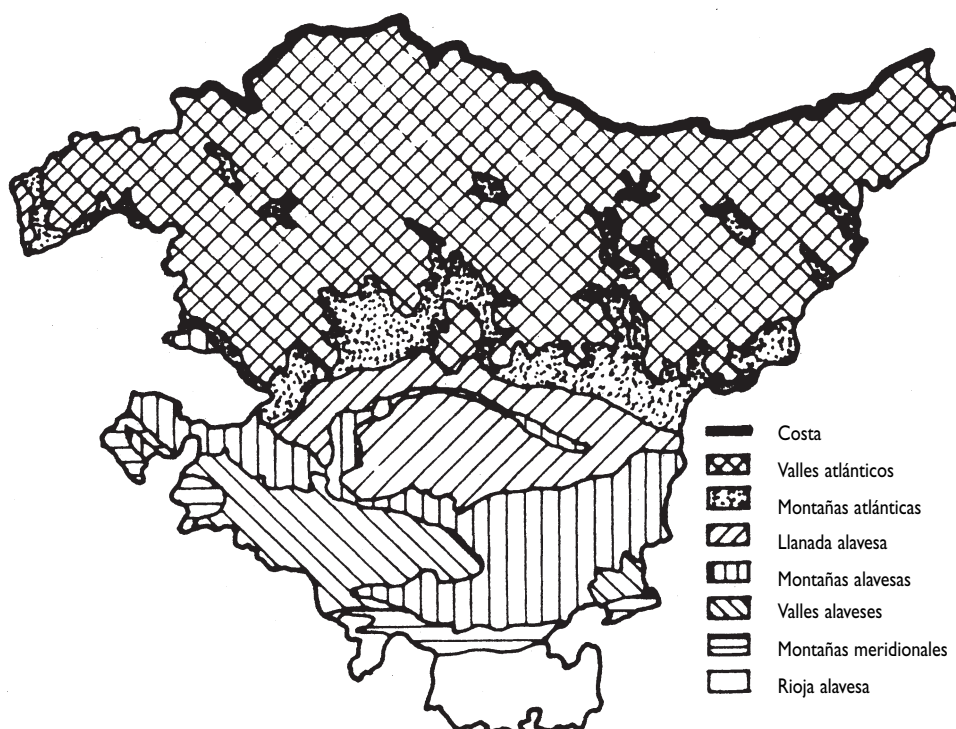 Costa
Valles atlánticos
Montañas atlánticas
Llanada alavesa
Montañas alavesas
Valles alaveses
Montañas meridionales
Rioja alavesa